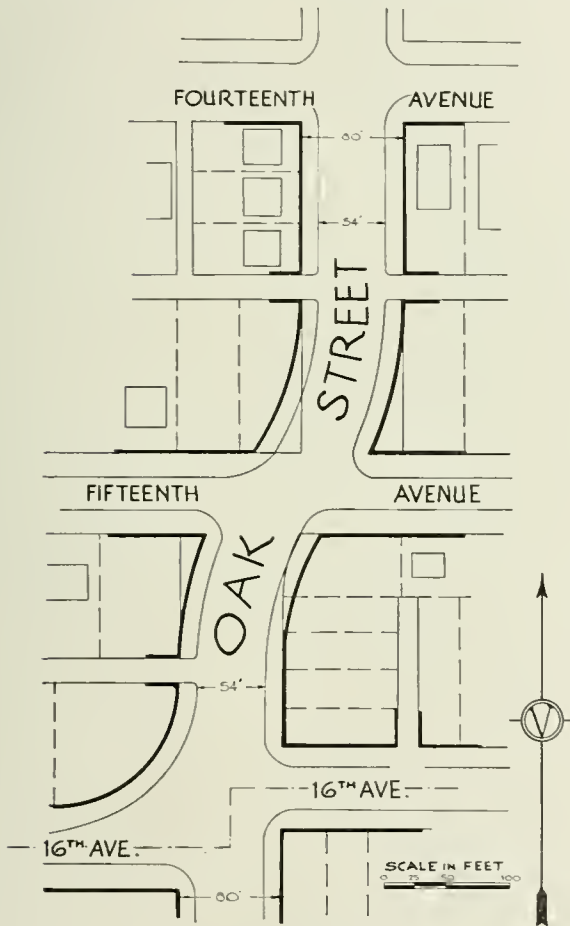 FOURTEENTH AVENUE
80'
54'
STREET
FIFTEENTH AVENUE
OAK
54'
V
16TH AVE.
16TH AVE.
SCALE IN FEET
0 25 50 100
80'